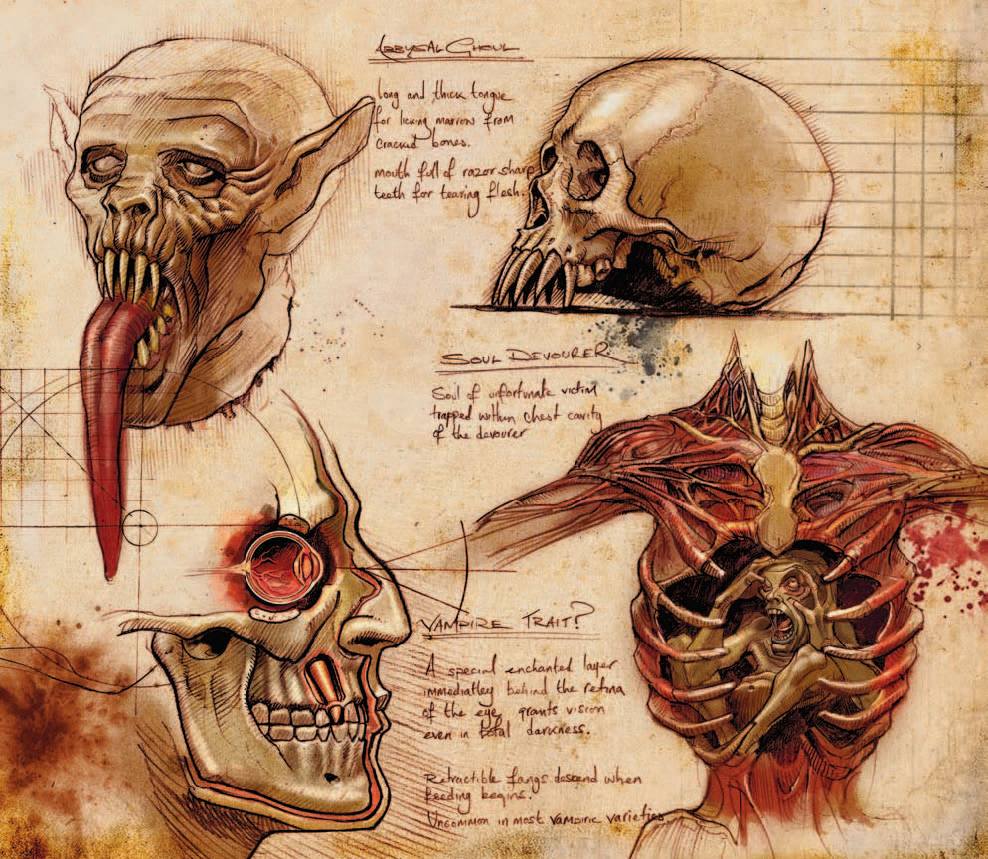 ABBYSAL GHOUL
long and thick tongue
for licking marrow from
cracked bones.
mouth full of razor sharp
teeth for tearing flesh.
SOUL DEVOURER.
Soul of unfortunate victim
trapped within chest cavity
of the devourer
VAMPIRE TRAIT?
A special enchanted layer
immediatley behind the retina
of the eye, grants vision
even in total darkness.
Retractible fangs descend when
feeding begins.
Uncommon in most vampiric varieties